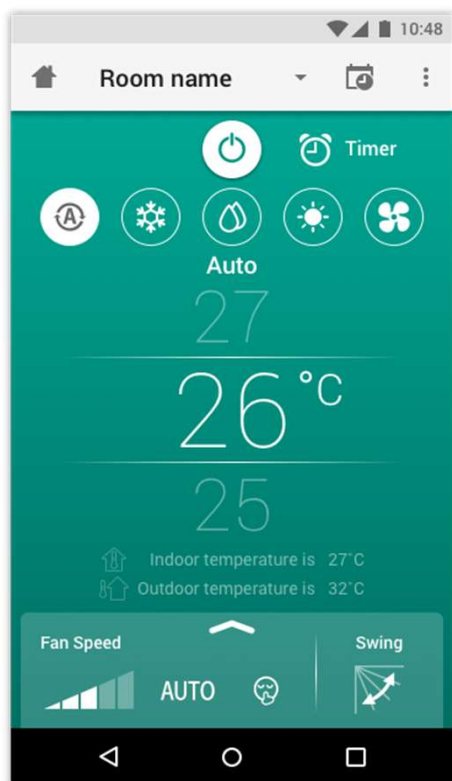 10:48
Room name
Timer
A
Auto
27
26°C
25
Indoor temperature is 27°C
Outdoor temperature is 32°C
Fan Speed Swing
AUTO